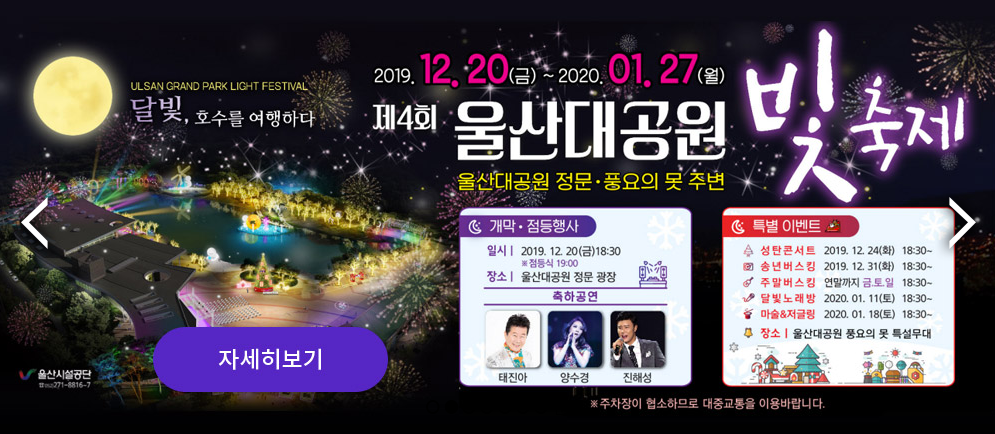 ULSAN GRAND PARK LIGHT FESTIVAL
달빛, 호수를 여행하다
2019. 12. 20(금) ~ 2020. 01. 27(월)
제4회 울산대공원 빛축제
울산대공원 정문·풍요의 못 주변
개막·점등행사
일시 | 2019. 12. 20(금)18:30
※점등식 19:00
장소 | 울산대공원 정문 광장
축하공연
태진아 양수경 진해성
특별 이벤트
성탄콘서트 2019. 12. 24(화) 18:30~
송년버스킹 2019. 12. 31(화) 18:30~
주말버스킹 연말까지 금.토.일 18:30~
달빛노래방 2020. 01. 11(토) 18:30~
마술&저글링 2020. 01. 18(토) 18:30~
장소 | 울산대공원 풍요의 못 특설무대
자세히보기
울산시설공단
271-8816~7
※주차장이 협소하므로 대중교통을 이용바랍니다.